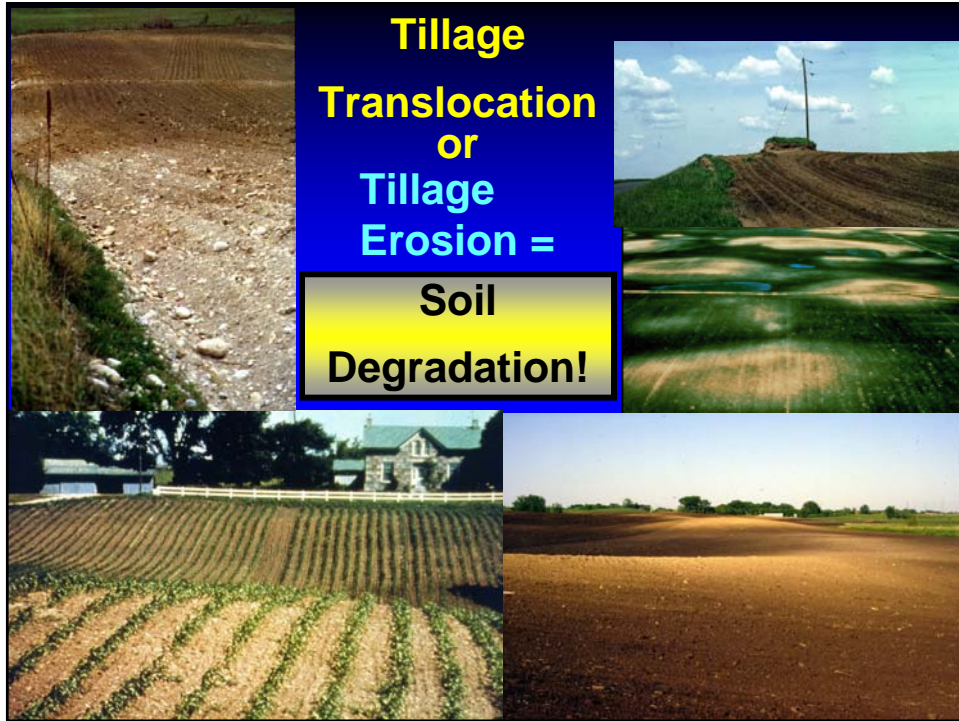 Tillage
Translocation
or
Tillage
Erosion =
Soil
Degradation!